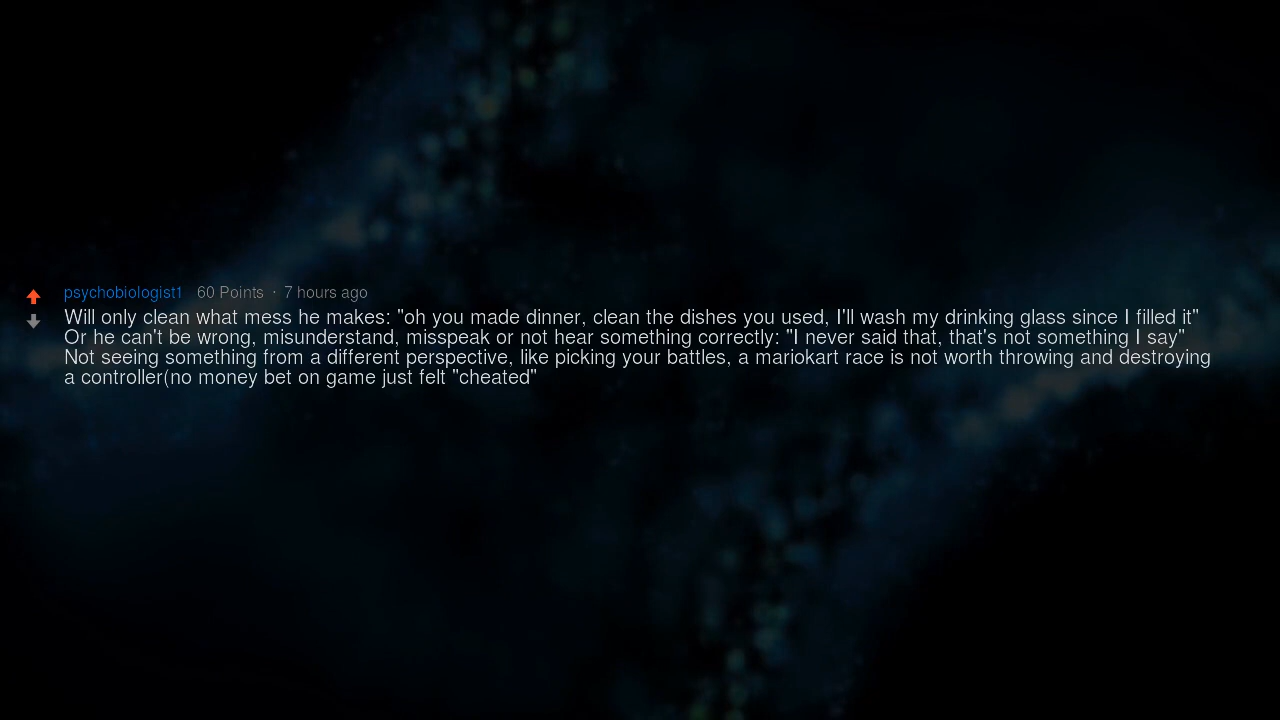 psychobiologist1 60 Points · 7 hours ago
Will only clean what mess he makes: "oh you made dinner, clean the dishes you used, I'll wash my drinking glass since I filled it"
Or he can't be wrong, misunderstand, misspeak or not hear something correctly: "I never said that, that's not something I say"
Not seeing something from a different perspective, like picking your battles, a mariokart race is not worth throwing and destroying
a controller(no money bet on game just felt "cheated"